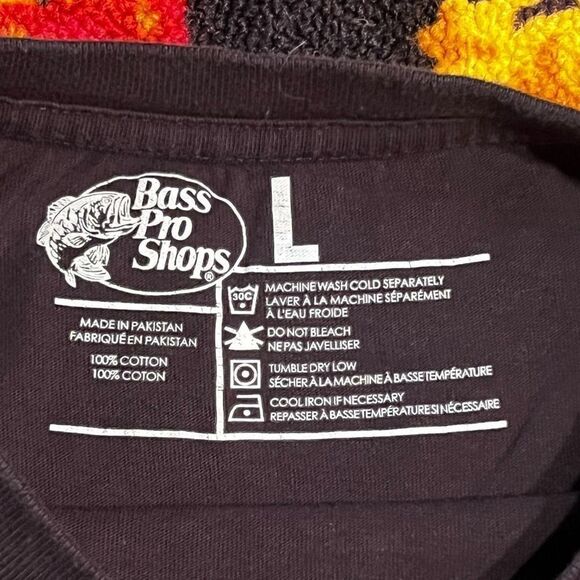 Bass
Pro
Shops®
L
MADE IN PAKISTAN
FABRIQUÉ EN PAKISTAN
100% COTTON
100% COTON
30C
MACHINE WASH COLD SEPARATELY
LAVER À LA MACHINE SÉPARÉMENT
À L'EAU FROIDE
DO NOT BLEACH
NE PAS JAVELLISER
TUMBLE DRY LOW
SÉCHER À LA MACHINE À BASSE TEMPÉRATURE
COOL IRON IF NECESSARY
REPASSER À BASSE TEMPÉRATURE SI NÉCESSAIRE